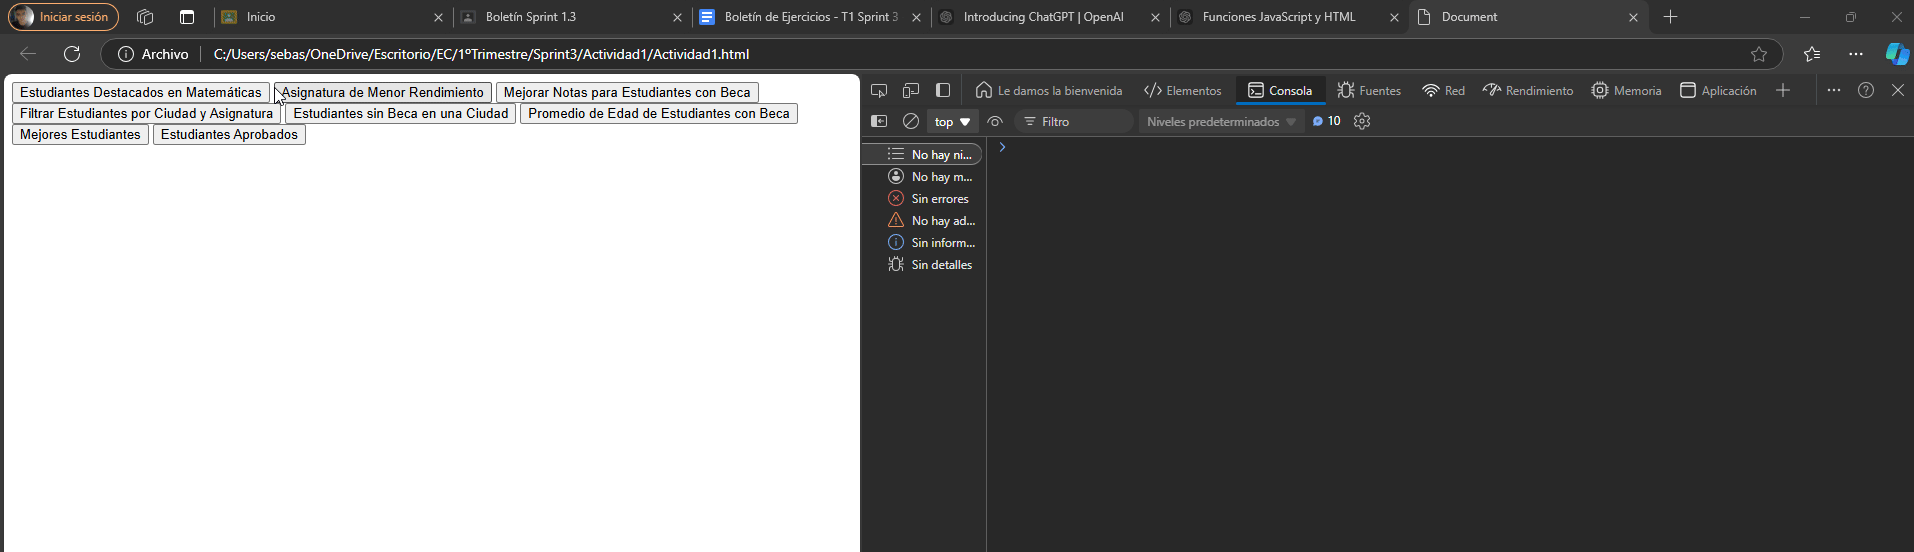 Iniciar sesión
Inicio
Boletín Sprint 1.3
Boletín de Ejercicios - T1 Sprint 3
Introducing ChatGPT | OpenAI
Funciones JavaScript y HTML
Document
Archivo
C:/Users/sebas/OneDrive/Escritorio/EC/1ºTrimestre/Sprint3/Actividad1/Actividad1.html
Estudiantes Destacados en Matemáticas Asignatura de Menor Rendimiento Mejorar Notas para Estudiantes con Beca
Filtrar Estudiantes por Ciudad y Asignatura Estudiantes sin Beca en una Ciudad Promedio de Edad de Estudiantes con Beca
Mejores Estudiantes Estudiantes Aprobados
Le damos la bienvenida Elementos Consola Fuentes Red Rendimiento Memoria Aplicación
top Filtro Niveles predeterminados 10
No hay ni...
No hay m...
Sin errores
No hay ad...
Sin inform...
Sin detalles